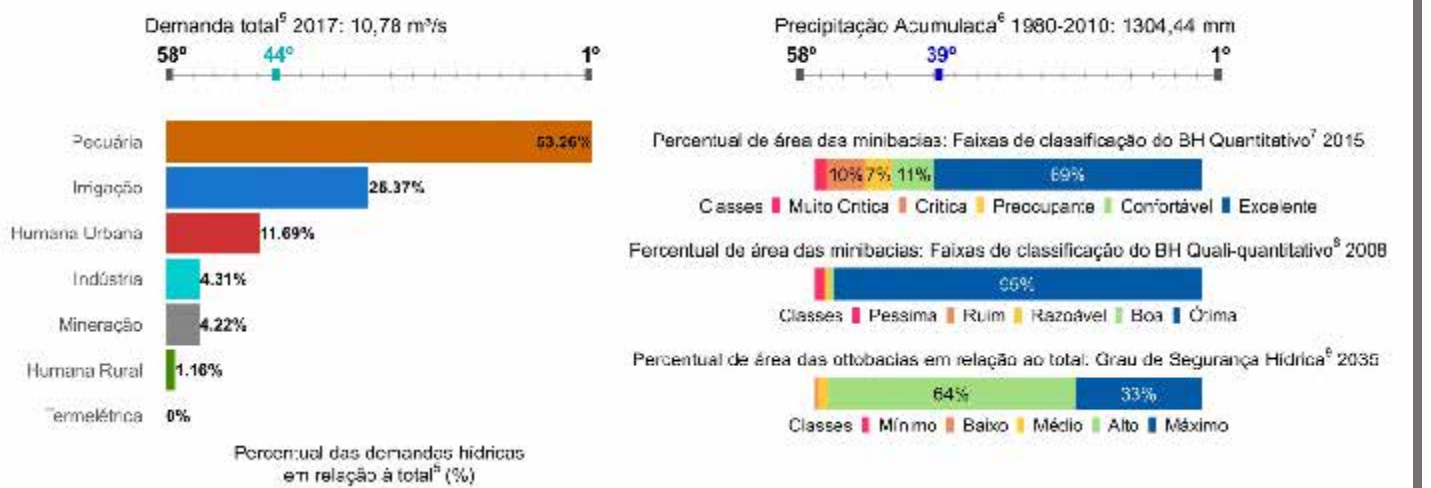 Demanda total⁵ 2017: 10,78 m³/s
58º 44º 1º
Pecuária 53.26%
Irrigação 25.37%
Humana Urbana 11.69%
Indústria 4.31%
Mineração 4.22%
Humana Rural 1.16%
Termelétrica 0%
Percentual das demandas hídricas
em relação à total⁵ (%)
Precipitação Acumulada⁶ 1980-2010: 1304,44 mm
58º 39º 1º
Percentual de área das minibacias: Faixas de classificação do BH Quantitativo⁷ 2015
10% 7% 11% 69%
Classes Muito Crítica Crítica Preocupante Confortável Excelente
Percentual de área das minibacias: Faixas de classificação do BH Quali-quantitativo⁸ 2008
95%
Classes Péssima Ruim Razoável Boa Ótima
Percentual de área das ottobacias em relação ao total: Grau de Segurança Hídrica⁹ 2035
64% 33%
Classes Mínimo Baixo Médio Alto Máximo